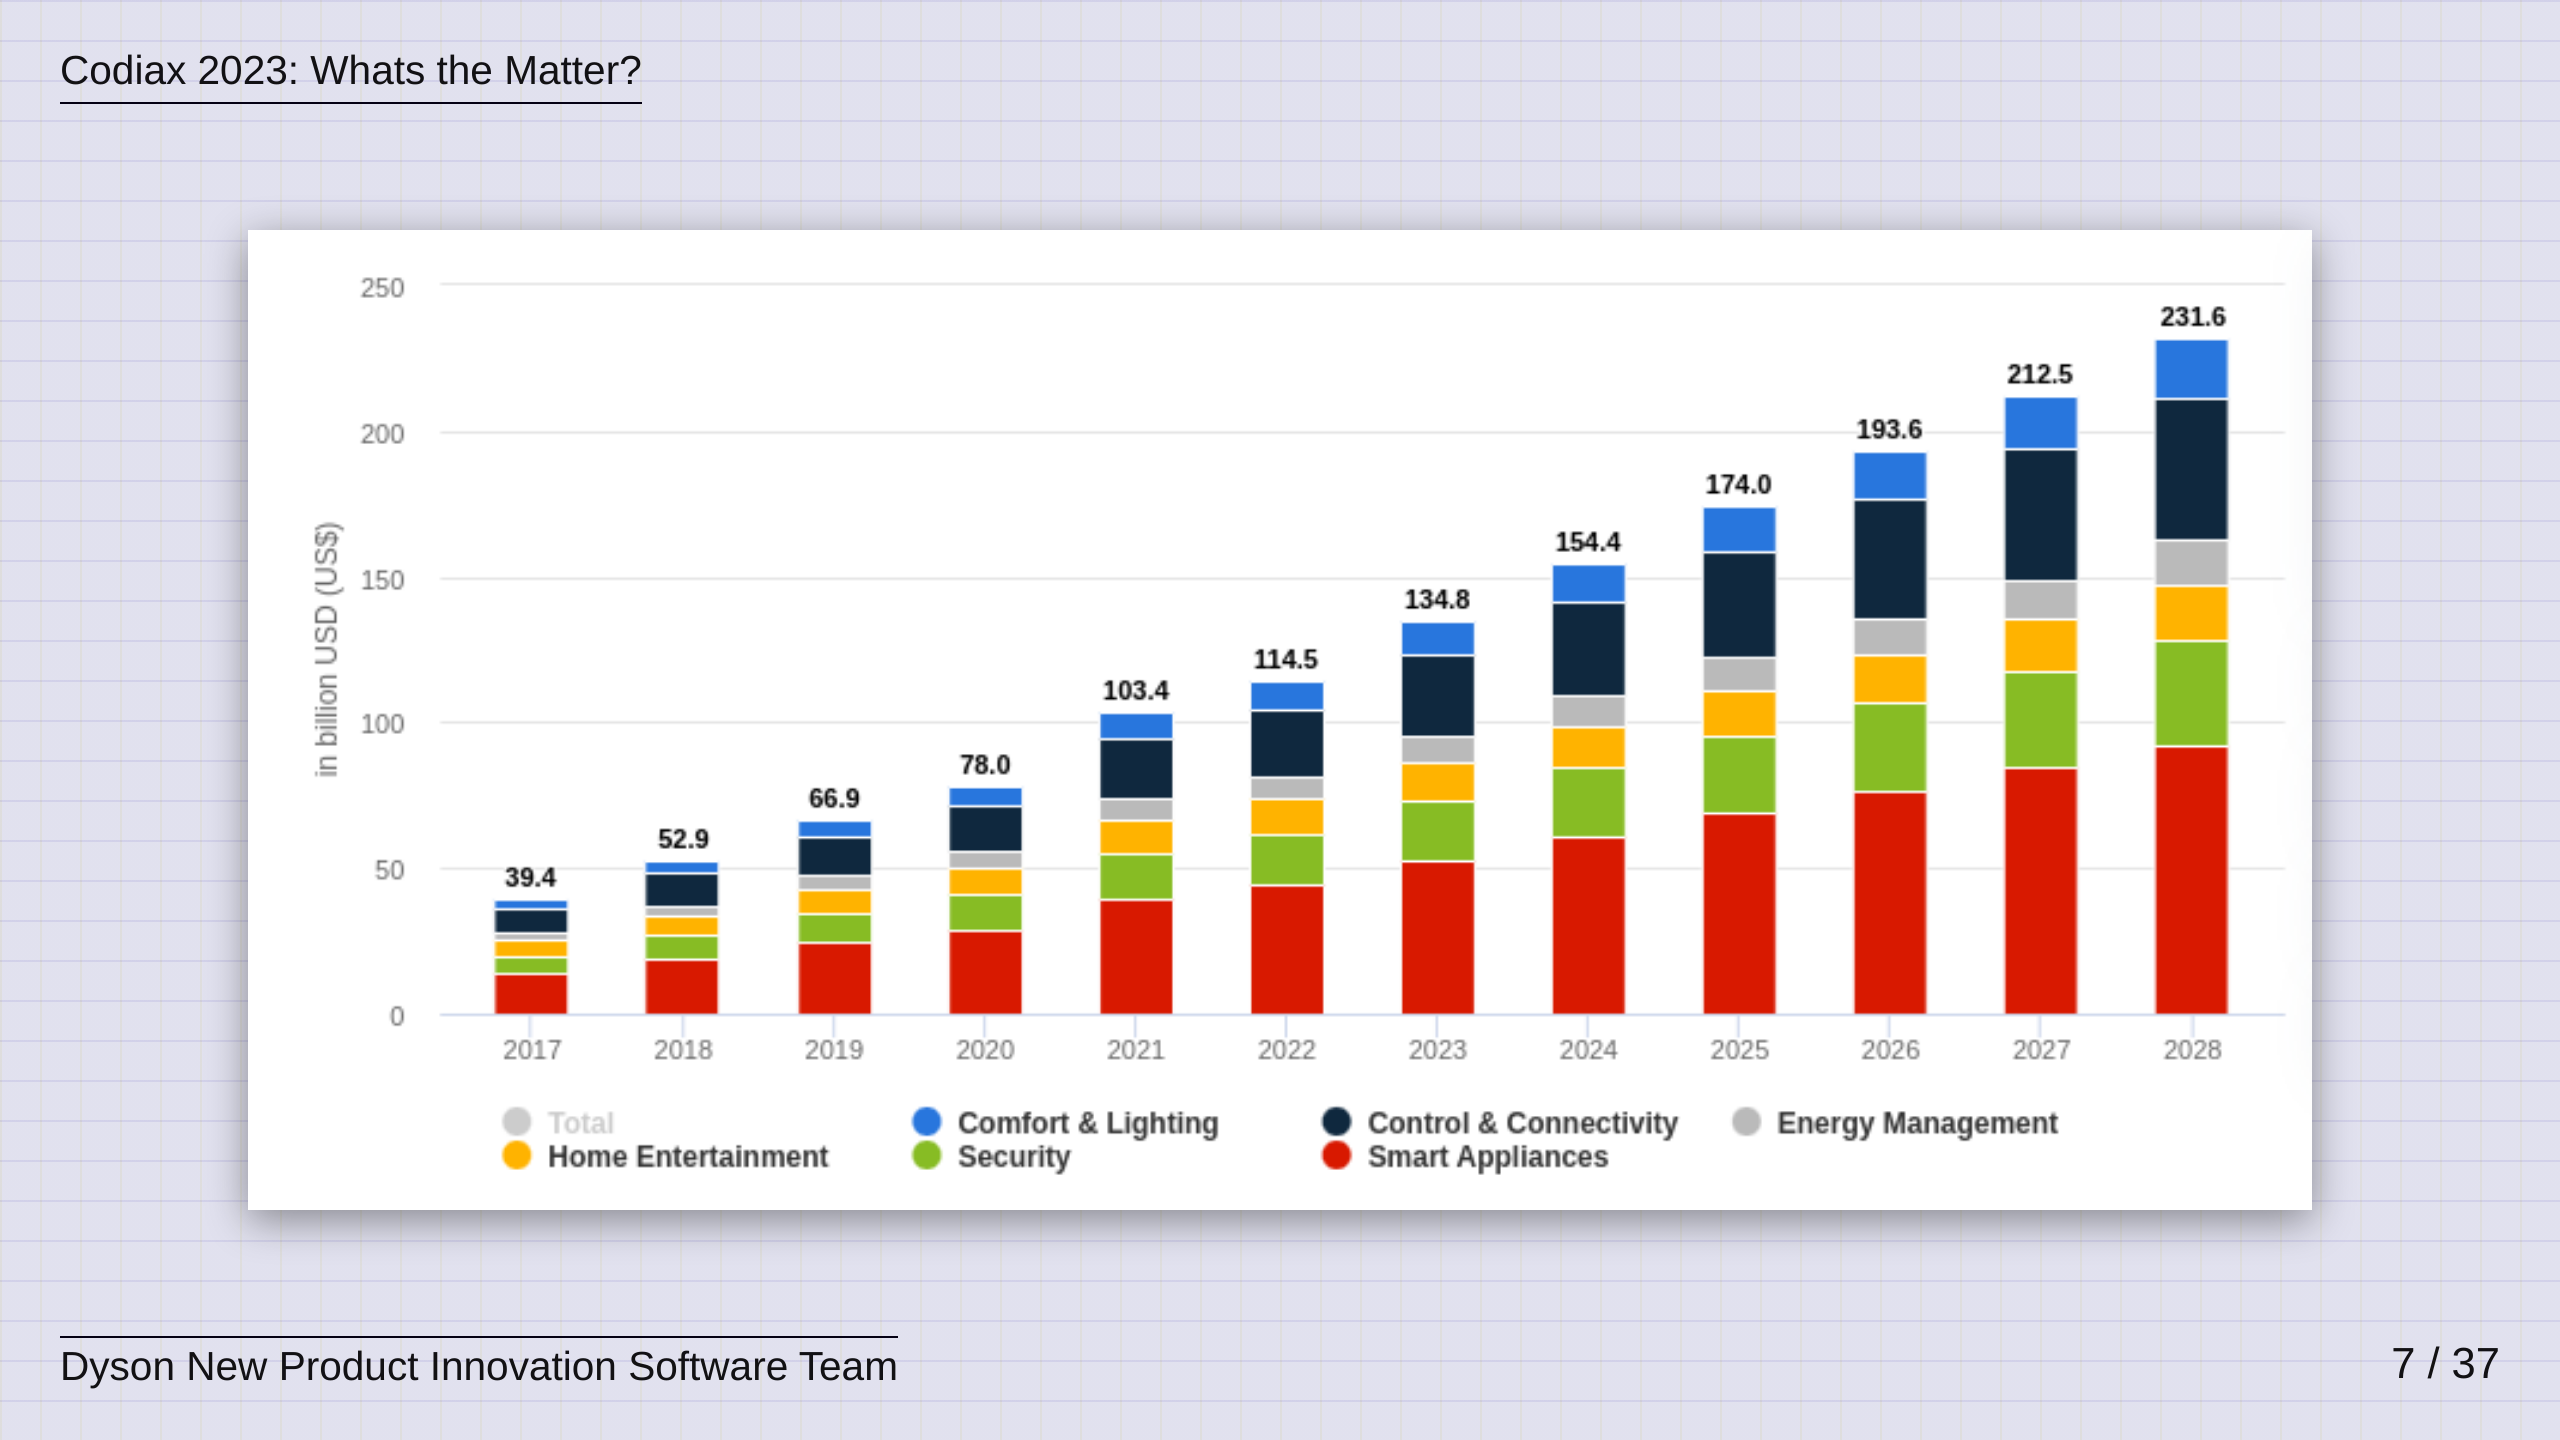 Codiax 2023: Whats the Matter?
in billion USD (US$)
250
200
150
100
50
0
39.4
52.9
66.9
78.0
103.4
114.5
134.8
154.4
174.0
193.6
212.5
231.6
2017 2018 2019 2020 2021 2022 2023 2024 2025 2026 2027 2028
Total Comfort & Lighting Control & Connectivity Energy Management
Home Entertainment Security Smart Appliances
Dyson New Product Innovation Software Team
7 / 37